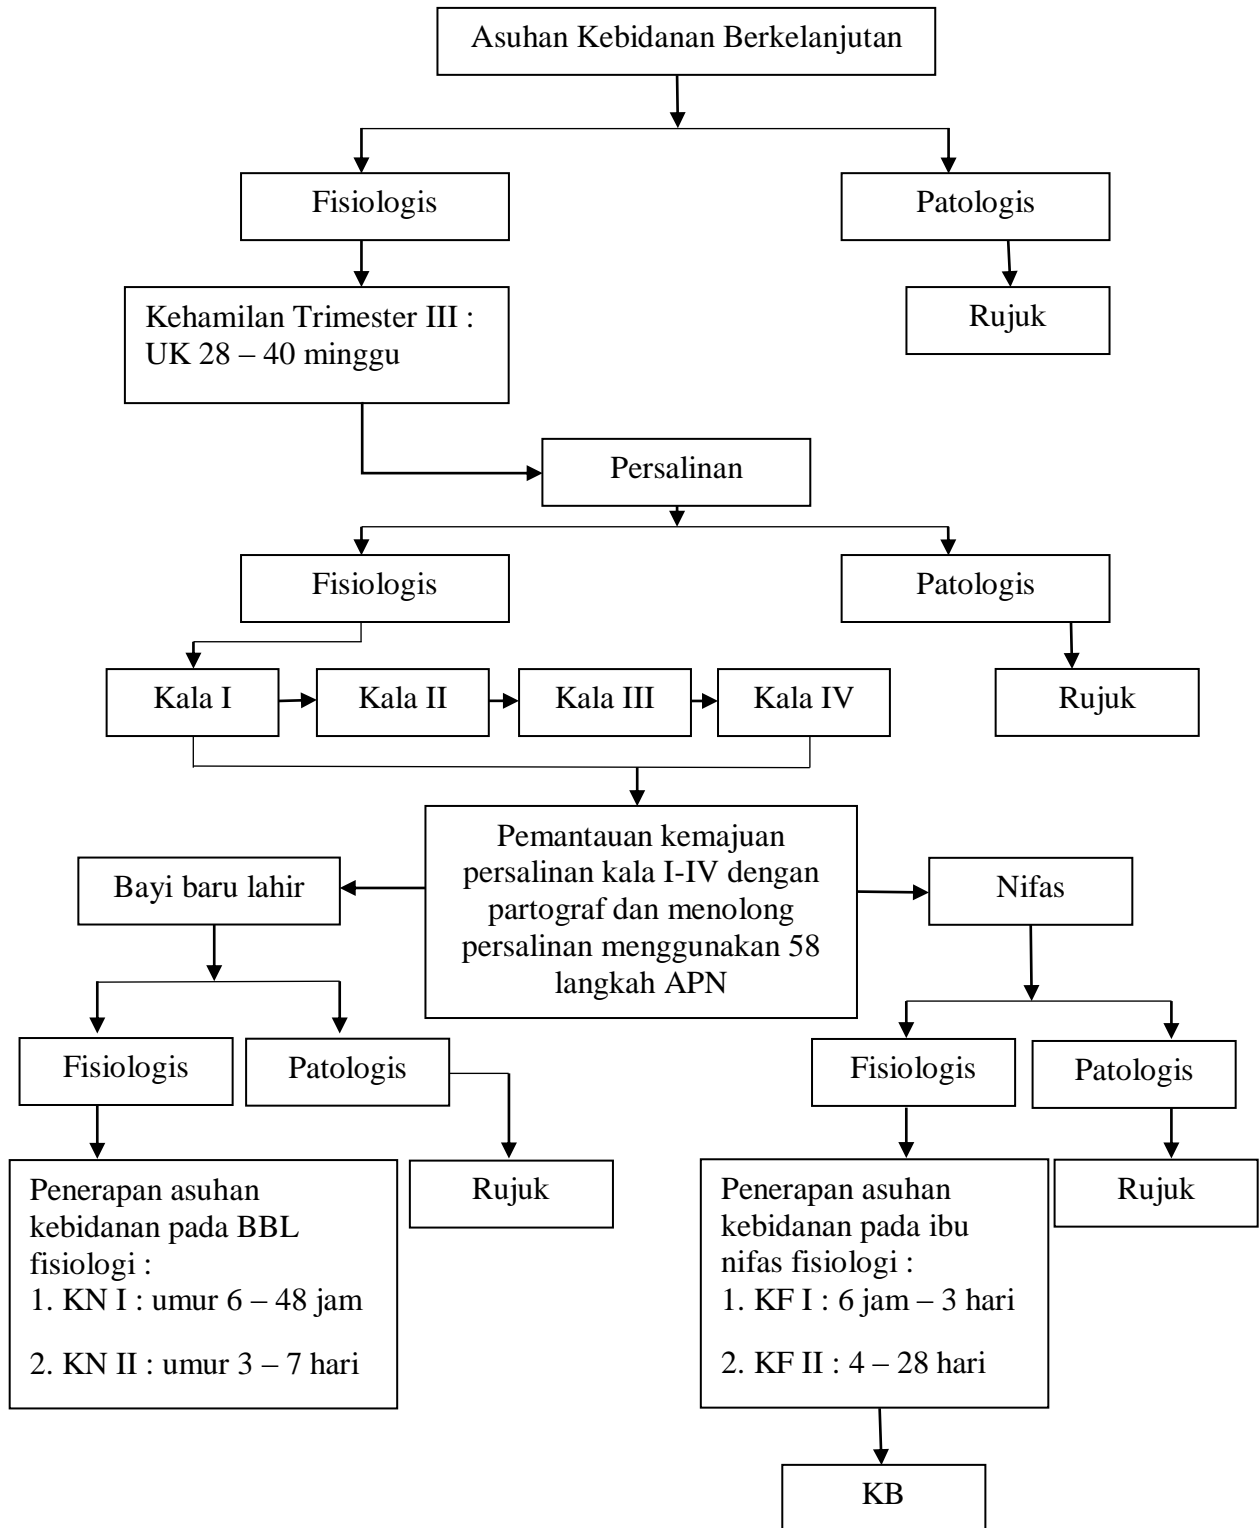 Asuhan Kebidanan Berkelanjutan
Fisiologis
Patologis
Kehamilan Trimester III :
UK 28 – 40 minggu
Rujuk
Persalinan
Fisiologis
Patologis
Kala I
Kala II
Kala III
Kala IV
Rujuk
Pemantauan kemajuan
persalinan kala I-IV dengan
partograf dan menolong
persalinan menggunakan 58
langkah APN
Bayi baru lahir
Nifas
Fisiologis
Patologis
Fisiologis
Patologis
Penerapan asuhan
kebidanan pada BBL
fisiologi :
1. KN I : umur 6 – 48 jam
2. KN II : umur 3 – 7 hari
Rujuk
Penerapan asuhan
kebidanan pada ibu
nifas fisiologi :
1. KF I : 6 jam – 3 hari
2. KF II : 4 – 28 hari
Rujuk
KB